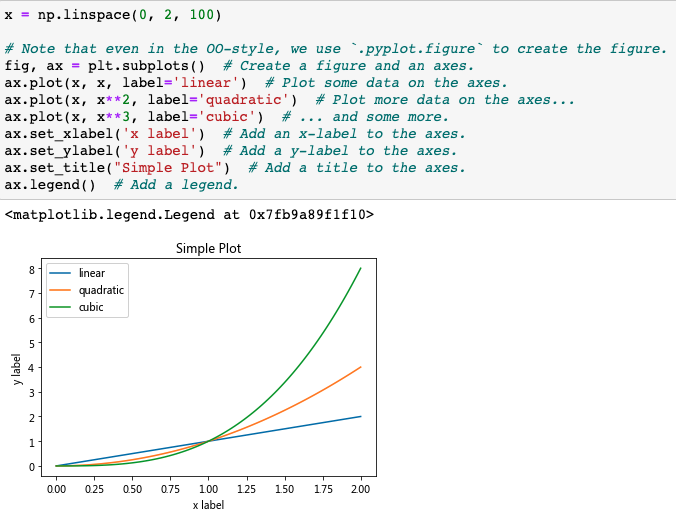 x = np.linspace(0, 2, 100)
# Note that even in the OO-style, we use `.pyplot.figure` to create the figure.
fig, ax = plt.subplots()  # Create a figure and an axes.
ax.plot(x, x, label='linear')  # Plot some data on the axes.
ax.plot(x, x**2, label='quadratic')  # Plot more data on the axes...
ax.plot(x, x**3, label='cubic')  # ... and some more.
ax.set_xlabel('x label')  # Add an x-label to the axes.
ax.set_ylabel('y label')  # Add a y-label to the axes.
ax.set_title("Simple Plot")  # Add a title to the axes.
ax.legend()  # Add a legend.
<matplotlib.legend.Legend at 0x7fb9a89f1f10>
Simple Plot
linear
quadratic
cubic
8
7
6
5
4
3
2
1
0
y label
0.00 0.25 0.50 0.75 1.00 1.25 1.50 1.75 2.00
x label